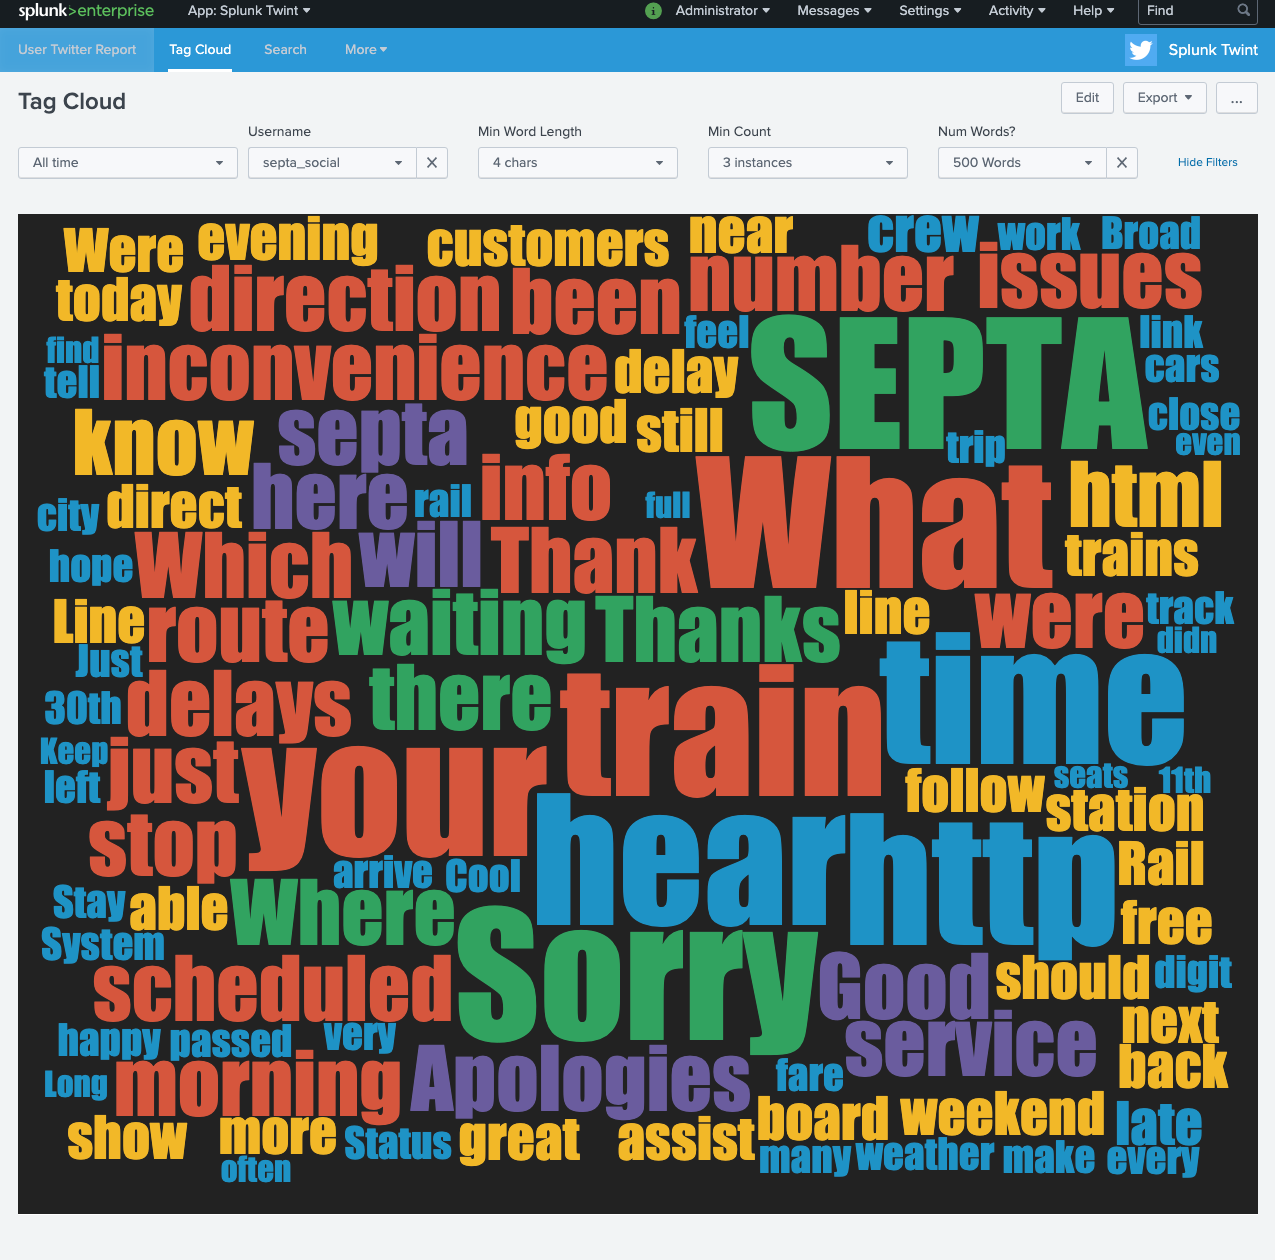 splunk>enterprise App: Splunk Twint i Administrator Messages Settings Activity Help Find
User Twitter Report Tag Cloud Search More Splunk Twint
Tag Cloud Edit Export ...
Username Min Word Length Min Count Num Words?
All time septa_social 4 chars 3 instances 500 Words Hide Filters
Were evening customers near crew work Broad
today direction been number issues
find inconvenience delay feel SEPTA link
tell cars
know septa good still trip close
even
city direct here rail info full What html
hope Which will Thank trains
Line route waiting Thanks line were track
Just didn
30th delays there train time
Keep just your seats 11th
left follow station
stop hear http
arrive Cool Rail
Stay able Where free
System Sorry
scheduled Good should digit
happy passed very service next
Long morning Apologies fare back
show more Status great assist board weekend late
often many weather make every